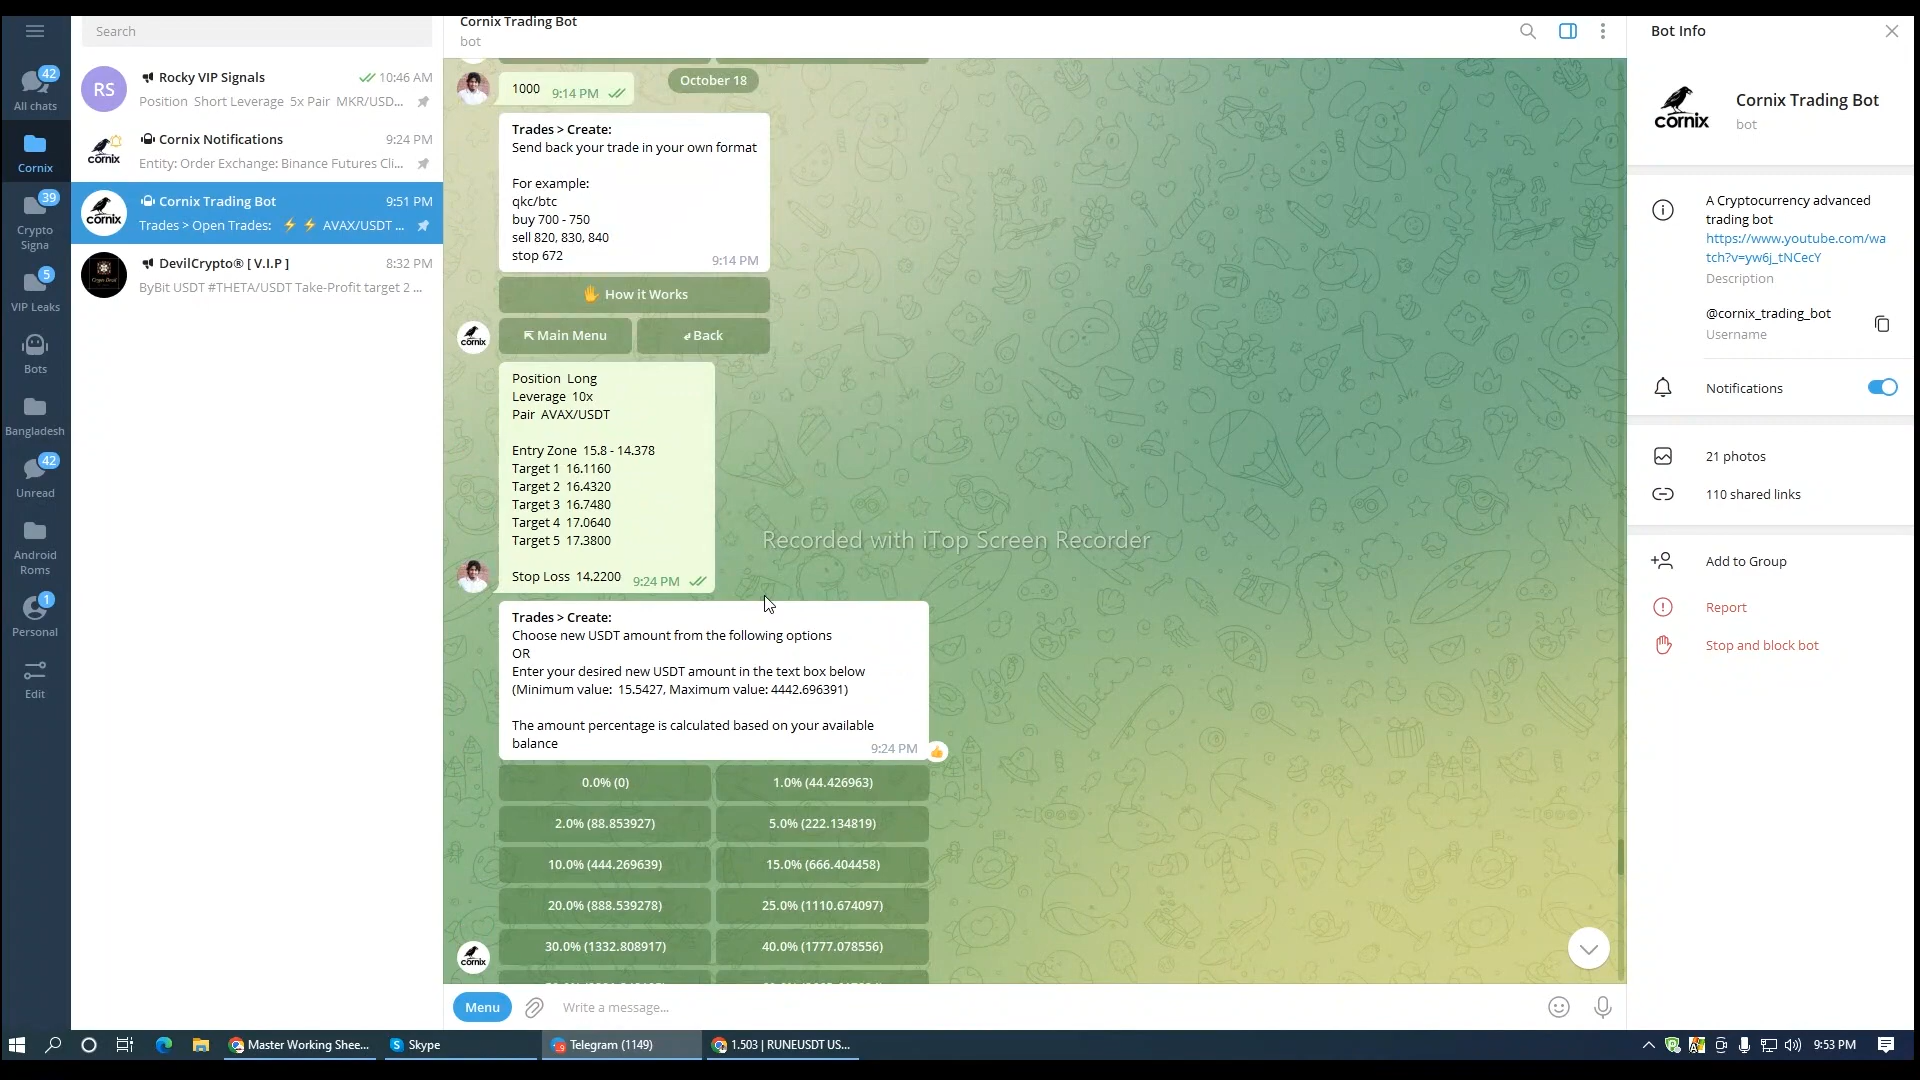 Search
42
All chats
Cornix
39
Crypto
Signa
5
VIP Leaks
Bots
Bangladesh
42
Unread
Android
Roms
1
Personal
Edit
RS
Rocky VIP Signals
10:46 AM
Position Short Leverage 5x Pair MKR/USD...
cornix
Cornix Notifications
9:24 PM
Entity: Order Exchange: Binance Futures Cli...
cornix
Cornix Trading Bot
9:51 PM
Trades > Open Trades: ⚡ ⚡ AVAX/USDT ...
DevilCrypto® [ V.I.P ]
8:32 PM
ByBit USDT #THETA/USDT Take-Profit target 2 ...
Cornix Trading Bot
bot
October 18
1000 9:14 PM
Trades > Create:
Send back your trade in your own format
For example:
qkc/btc
buy 700 - 750
sell 820, 830, 840
stop 672
9:14 PM
🖐 How it Works
⇱ Main Menu
↲ Back
cornix
Position Long
Leverage 10x
Pair AVAX/USDT
Entry Zone 15.8 - 14.378
Target 1 16.1160
Target 2 16.4320
Target 3 16.7480
Target 4 17.0640
Target 5 17.3800
Stop Loss 14.2200 9:24 PM
Recorded with iTop Screen Recorder
Trades > Create:
Choose new USDT amount from the following options
OR
Enter your desired new USDT amount in the text box below
(Minimum value: 15.5427, Maximum value: 4442.696391)
The amount percentage is calculated based on your available
balance
9:24 PM
0.0% (0)
1.0% (44.426963)
2.0% (88.853927)
5.0% (222.134819)
10.0% (444.269639)
15.0% (666.404458)
20.0% (888.539278)
25.0% (1110.674097)
30.0% (1332.808917)
40.0% (1777.078556)
cornix
Menu
Write a message...
Bot Info
cornix
Cornix Trading Bot
bot
A Cryptocurrency advanced
trading bot
https://www.youtube.com/wa
tch?v=yw6j_tNCecY
Description
@cornix_trading_bot
Username
Notifications
21 photos
110 shared links
Add to Group
Report
Stop and block bot
Master Working Shee...
Skype
Telegram (1149)
1.503 | RUNEUSDT US...
9:53 PM